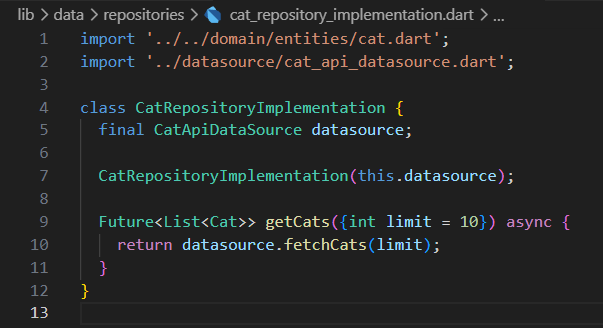 lib > data > repositories > cat_repository_implementation.dart > ...
1 import '../../domain/entities/cat.dart';
2 import '../datasource/cat_api_datasource.dart';
3
4 class CatRepositoryImplementation {
5   final CatApiDataSource datasource;
6
7   CatRepositoryImplementation(this.datasource);
8
9   Future<List<Cat>> getCats({int limit = 10}) async {
10     return datasource.fetchCats(limit);
11   }
12 }
13